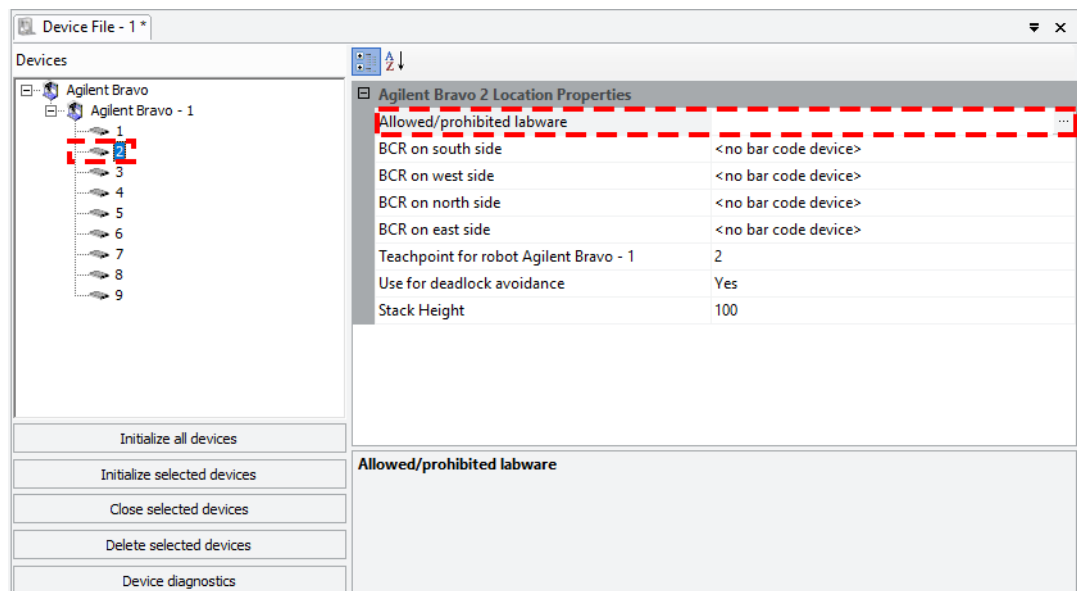 Device File - 1 *
Devices
Agilent Bravo
Agilent Bravo - 1
1
2
3
4
5
6
7
8
9
Initialize all devices
Initialize selected devices
Close selected devices
Delete selected devices
Device diagnostics
A
Z
Agilent Bravo 2 Location Properties
Allowed/prohibited labware ...
BCR on south side <no bar code device>
BCR on west side <no bar code device>
BCR on north side <no bar code device>
BCR on east side <no bar code device>
Teachpoint for robot Agilent Bravo - 1 2
Use for deadlock avoidance Yes
Stack Height 100
Allowed/prohibited labware